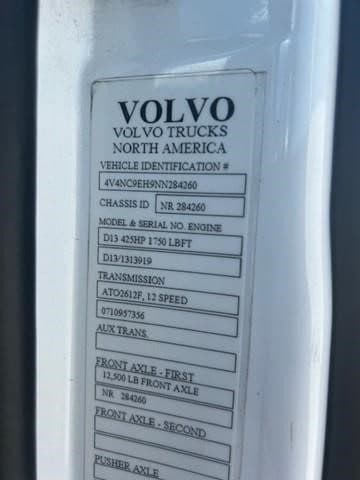 VOLVO
VOLVO TRUCKS
NORTH AMERICA
VEHICLE IDENTIFICATION #
4V4NC9EH9NN284260
CHASSIS ID NR 284260
MODEL & SERIAL NO. ENGINE
D13 425HP 1750 LBFT
D13/1313919
TRANSMISSION
ATO2612F, 12 SPEED
0710957356
AUX TRANS.
FRONT AXLE - FIRST
12,500 LB FRONT AXLE
NR 284260
FRONT AXLE - SECOND
PUSHER AXLE